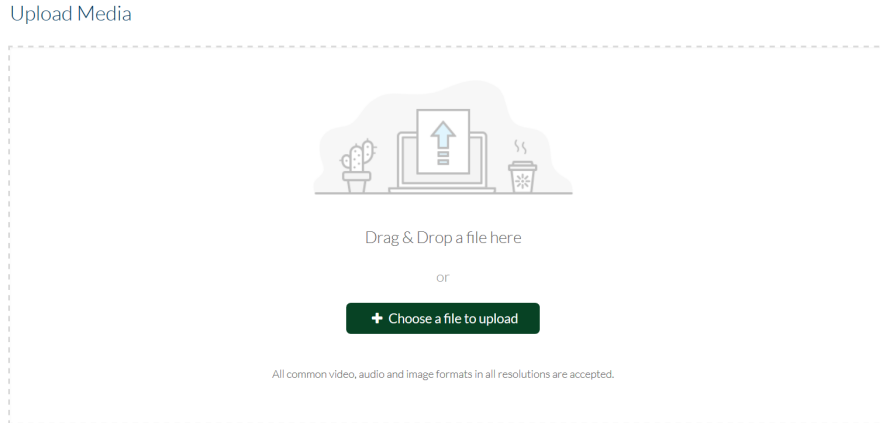 Upload Media
Drag & Drop a file here
or
+ Choose a file to upload
All common video, audio and image formats in all resolutions are accepted.